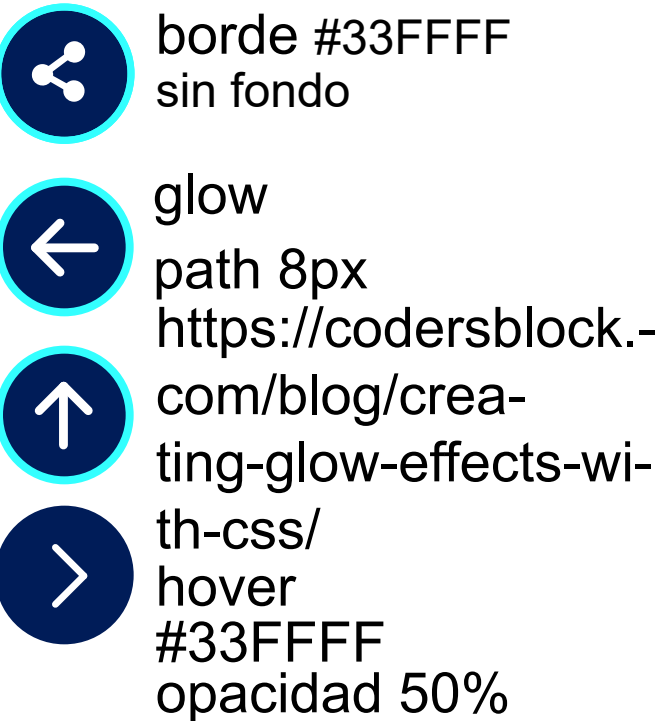 borde #33FFFF
sin fondo
glow
path 8px
https://codersblock.-
com/blog/crea-
ting-glow-effects-wi-
th-css/
hover
#33FFFF
opacidad 50%